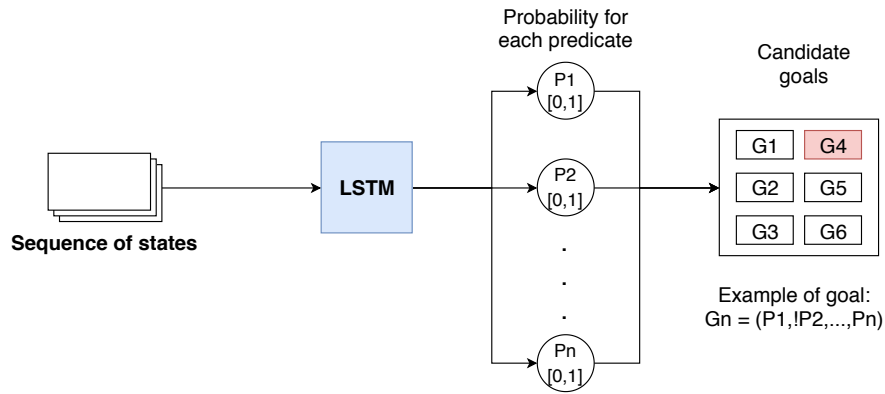 Probability for
each predicate
Candidate
goals
P1
[0,1]
G1
G4
LSTM
P2
[0,1]
G2
G5
Sequence of states
G3
G6
.
.
.
Example of goal:
Gn = (P1,!P2,...,Pn)
Pn
[0,1]